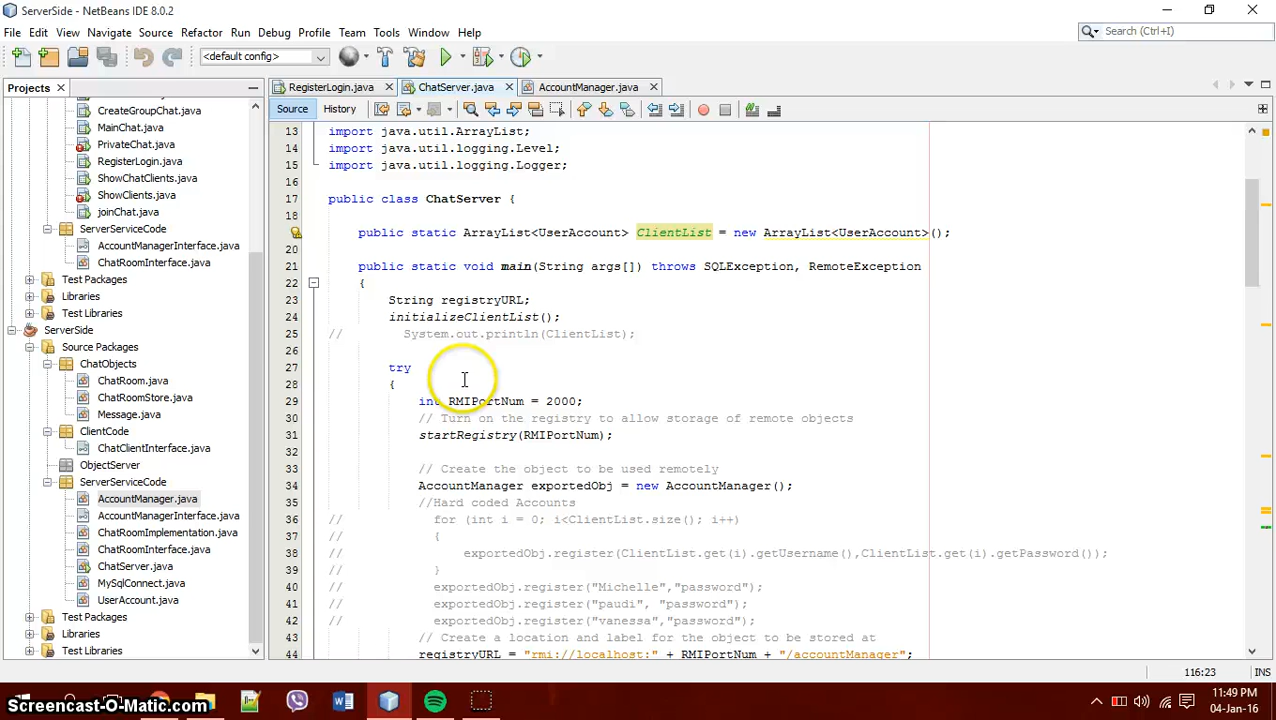 ServerSide - NetBeans IDE 8.0.2
File Edit View Navigate Source Refactor Run Debug Profile Team Tools Window Help
Search (Ctrl+I)
<default config>
Projects
RegisterLogin.java
ChatServer.java
AccountManager.java
Source
History
CreateGroupChat.java
MainChat.java
PrivateChat.java
RegisterLogin.java
ShowChatClients.java
ShowClients.java
joinChat.java
ServerServiceCode
AccountManagerInterface.java
ChatRoomInterface.java
Test Packages
Libraries
Test Libraries
ServerSide
Source Packages
ChatObjects
ChatRoom.java
ChatRoomStore.java
Message.java
ClientCode
ChatClientInterface.java
ObjectServer
ServerServiceCode
AccountManager.java
AccountManagerInterface.java
ChatRoomImplementation.java
ChatRoomInterface.java
ChatServer.java
MySqlConnect.java
UserAccount.java
Test Packages
Libraries
Test Libraries
13 import java.util.ArrayList;
14 import java.util.logging.Level;
15 import java.util.logging.Logger;
16
17 public class ChatServer {
18
public static ArrayList<UserAccount> ClientList = new ArrayList<UserAccount>();
20
21 public static void main(String args[]) throws SQLException, RemoteException
22 {
23 String registryURL;
24 initializeClientList();
25 // System.out.println(ClientList);
26
27 try
28 {
29 int RMIPortNum = 2000;
30 // Turn on the registry to allow storage of remote objects
31 startRegistry(RMIPortNum);
32
33 // Create the object to be used remotely
34 AccountManager exportedObj = new AccountManager();
35 //Hard coded Accounts
36 // for (int i = 0; i<ClientList.size(); i++)
37 // {
38 // exportedObj.register(ClientList.get(i).getUsername(),ClientList.get(i).getPassword());
39 // }
40 // exportedObj.register("Michelle","password");
41 // exportedObj.register("paudi", "password");
42 // exportedObj.register("vanessa","password");
43 // Create a location and label for the object to be stored at
44 registryURL = "rmi://localhost:" + RMIPortNum + "/accountManager";
116:23
INS
Screencast-O-Matic.com
11:49 PM
04-Jan-16